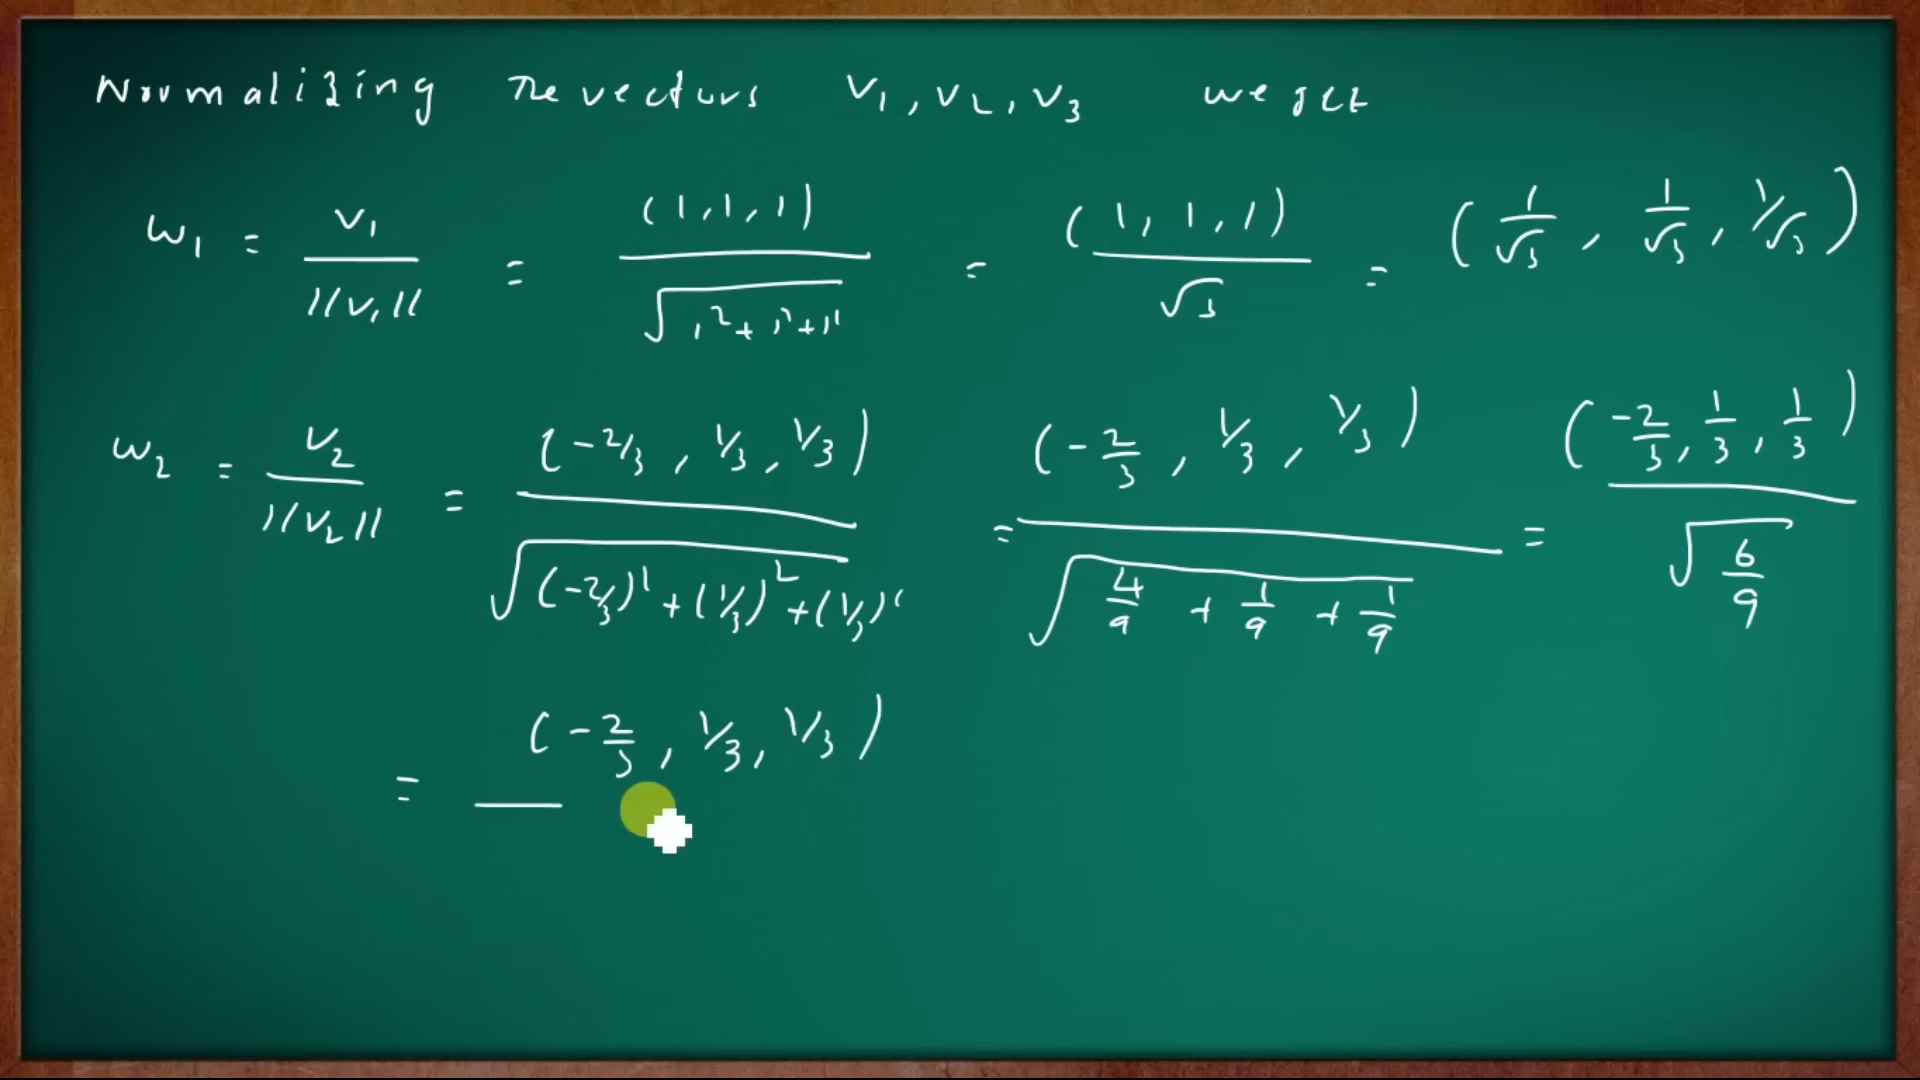 Normalizing the vectors v₁, v₂, v₃ we get
w₁ = v₁ / ||v₁|| = (1, 1, 1) / √(1² + 1² + 1²) = (1, 1, 1) / √3 = (1/√3, 1/√3, 1/√3)
w₂ = v₂ / ||v₂|| = (-2/3, 1/3, 1/3) / √((-2/3)² + (1/3)² + (1/3)²) = (-2/3, 1/3, 1/3) / √(4/9 + 1/9 + 1/9) = (-2/3, 1/3, 1/3) / √(6/9)
= (-2/3, 1/3, 1/3)